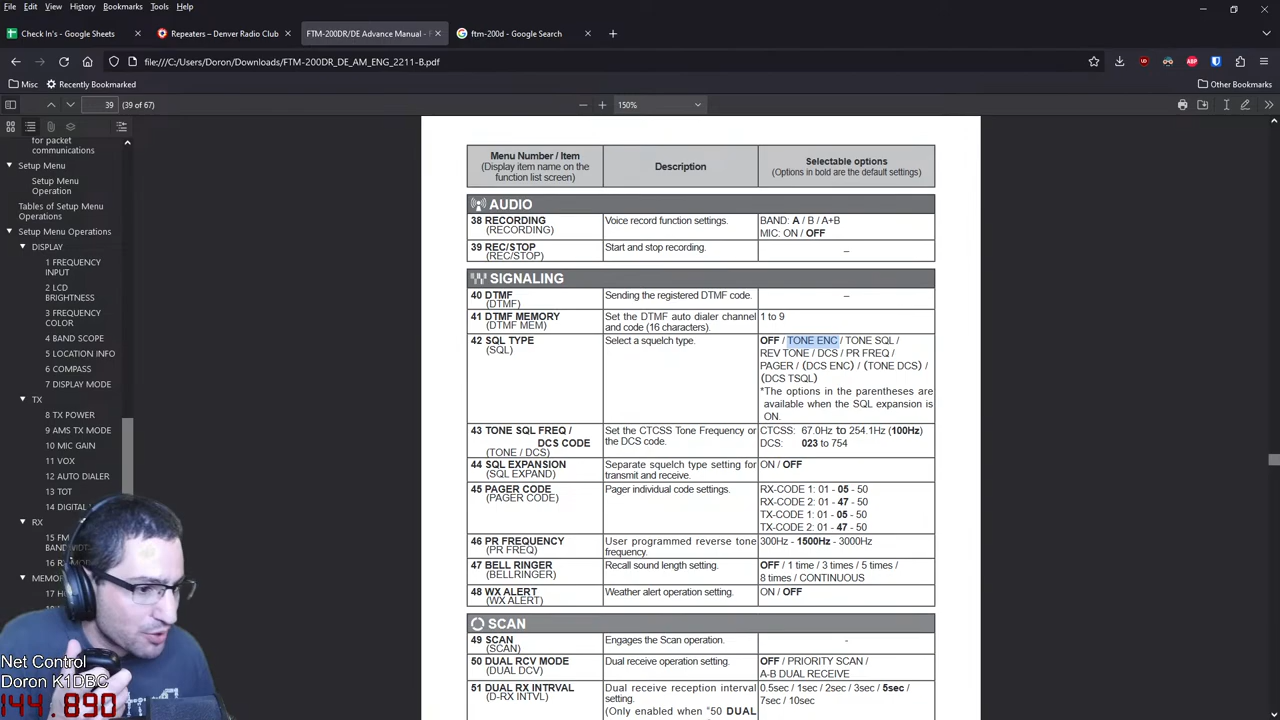 File Edit View History Bookmarks Tools Help
Check In's - Google Sheets
Repeaters – Denver Radio Club
FTM-200DR/DE Advance Manual - F
ftm-200d - Google Search
file:///C:/Users/Doron/Downloads/FTM-200DR_DE_AM_ENG_2211-B.pdf
Misc
Recently Bookmarked
Other Bookmarks
39 (39 of 67)
150%
for packet
communications
Setup Menu
Setup Menu
Operation
Tables of Setup Menu
Operations
Setup Menu Operations
DISPLAY
1 FREQUENCY
INPUT
2 LCD
BRIGHTNESS
3 FREQUENCY
COLOR
4 BAND SCOPE
5 LOCATION INFO
6 COMPASS
7 DISPLAY MODE
TX
8 TX POWER
9 AMS TX MODE
10 MIC GAIN
11 VOX
12 AUTO DIALER
13 TOT
14 DIGITAL
RX
15 FM
Menu Number / Item
(Display item name on the
function list screen)
Description
Selectable options
(Options in bold are the default settings)
AUDIO
38 RECORDING
(RECORDING)
Voice record function settings.
BAND: A / B / A+B
MIC: ON / OFF
39 REC/STOP
(REC/STOP)
Start and stop recording.
–
SIGNALING
40 DTMF
(DTMF)
Sending the registered DTMF code.
–
41 DTMF MEMORY
(DTMF MEM)
Set the DTMF auto dialer channel
and code (16 characters).
1 to 9
42 SQL TYPE
(SQL)
Select a squelch type.
OFF / TONE ENC / TONE SQL /
REV TONE / DCS / PR FREQ /
PAGER / (DCS ENC) / (TONE DCS) /
(DCS TSQL)
*The options in the parentheses are
available when the SQL expansion is
ON.
43 TONE SQL FREQ /
DCS CODE
(TONE / DCS)
Set the CTCSS Tone Frequency or
the DCS code.
CTCSS: 67.0Hz to 254.1Hz (100Hz)
DCS: 023 to 754
44 SQL EXPANSION
(SQL EXPAND)
Separate squelch type setting for
transmit and receive.
ON / OFF
45 PAGER CODE
(PAGER CODE)
Pager individual code settings.
RX-CODE 1: 01 - 05 - 50
RX-CODE 2: 01 - 47 - 50
TX-CODE 1: 01 - 05 - 50
TX-CODE 2: 01 - 47 - 50
46 PR FREQUENCY
(PR FREQ)
User programmed reverse tone
frequency.
300Hz - 1500Hz - 3000Hz
47 BELL RINGER
(BELLRINGER)
Recall sound length setting.
OFF / 1 time / 3 times / 5 times /
8 times / CONTINUOUS
48 WX ALERT
(WX ALERT)
Weather alert operation setting.
ON / OFF
SCAN
49 SCAN
(SCAN)
Engages the Scan operation.
-
50 DUAL RCV MODE
(DUAL DCV)
Dual receive operation setting.
OFF / PRIORITY SCAN /
A-B DUAL RECEIVE
51 DUAL RX INTRVAL
(D-RX INTVL)
Dual receive reception interval
setting.
(Only enabled when "50 DUAL
0.5sec / 1sec / 2sec / 3sec / 5sec /
7sec / 10sec
Net Control
Doron K1DBC
144.890